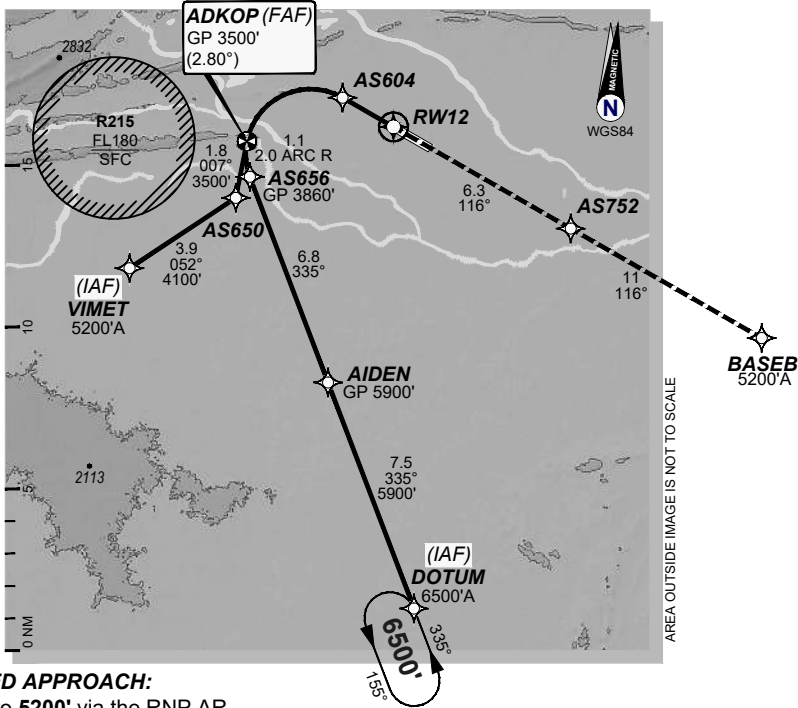 ADKOP (FAF)
GP 3500'
(2.80°)
2832
R215
FL180
SFC
MAGNETIC
N
WGS84
AS604
RW12
1.8
007°
3500'
1.1
2.0 ARC R
AS656
GP 3860'
AS650
6.3
116°
AS752
3.9
052°
4100'
6.8
335°
(IAF)
VIMET
5200'A
11
116°
BASEB
5200'A
AIDEN
GP 5900'
7.5
335°
5900'
2113
(IAF)
DOTUM
6500'A
6500'
335°
155°
15
10
5
0 NM
AREA OUTSIDE IMAGE IS NOT TO SCALE
ED APPROACH:
5200' via the RNP AR